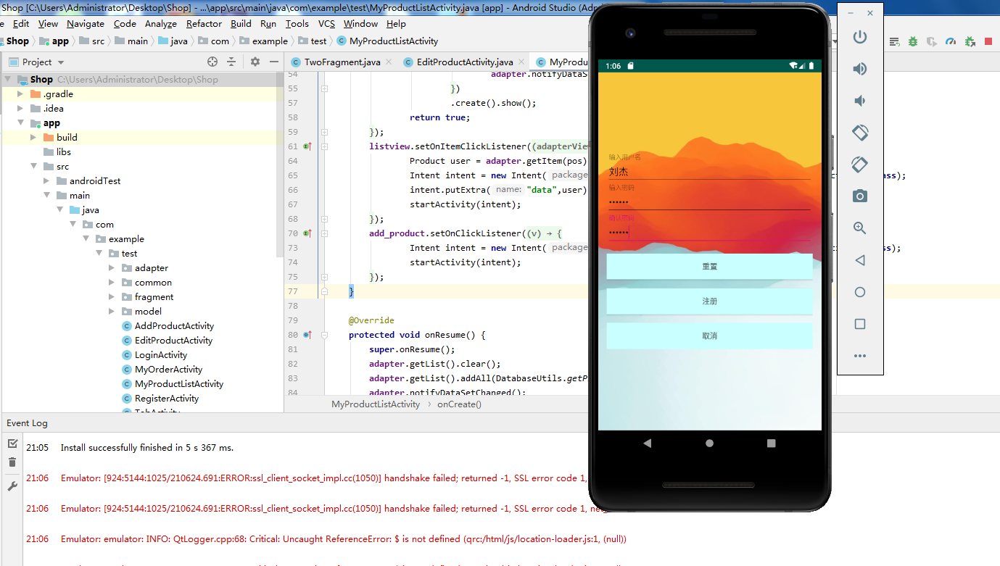 Shop [C:\Users\Administrator\Desktop\Shop] - ...\app\src\main\java\com\example\test\MyProductListActivity.java [app] - Android Studio (Adm
Edit View Navigate Code Analyze Refactor Build Run Tools VCS Window Help
Shop app src main java com example test MyProductListActivity
Project
TwoFragment.java EditProductActivity.java MyProd
Shop C:\Users\Administrator\Desktop\Shop
.gradle
.idea
app
build
libs
src
androidTest
main
java
com
example
test
adapter
common
fragment
model
AddProductActivity
EditProductActivity
LoginActivity
MyOrderActivity
MyProductListActivity
RegisterActivity
TabActivity
54 adapter.notifyDataSe
55 })
57 .create().show();
58 return true;
59 });
61 listview.setOnItemClickListener((adapterView
64 Product user = adapter.getItem(pos)
65 Intent intent = new Intent( package ss);
66 intent.putExtra( name: "data",user)
67 startActivity(intent);
68 });
70 add_product.setOnClickListener((v) → {
73 Intent intent = new Intent( package ss);
74 startActivity(intent);
75 });
77 }
78
79 @Override
80 protected void onResume() {
81 super.onResume();
82 adapter.getList().clear();
83 adapter.getList().addAll(DatabaseUtils.getP
84 adapter.notifyDataSetChanged();
MyProductListActivity onCreate()
1:06
输入用户名
刘杰
输入密码
••••••
确认密码
••••••
重置
注册
取消
Event Log
21:05 Install successfully finished in 5 s 367 ms.
21:06 Emulator: [924:5144:1025/210624.691:ERROR:ssl_client_socket_impl.cc(1050)] handshake failed; returned -1, SSL error code 1,
21:06 Emulator: [924:5144:1025/210624.691:ERROR:ssl_client_socket_impl.cc(1050)] handshake failed; returned -1, SSL error code 1, net_
21:06 Emulator: emulator: INFO: QtLogger.cpp:68: Critical: Uncaught ReferenceError: $ is not defined (qrc:/html/js/location-loader.js:1, (null))